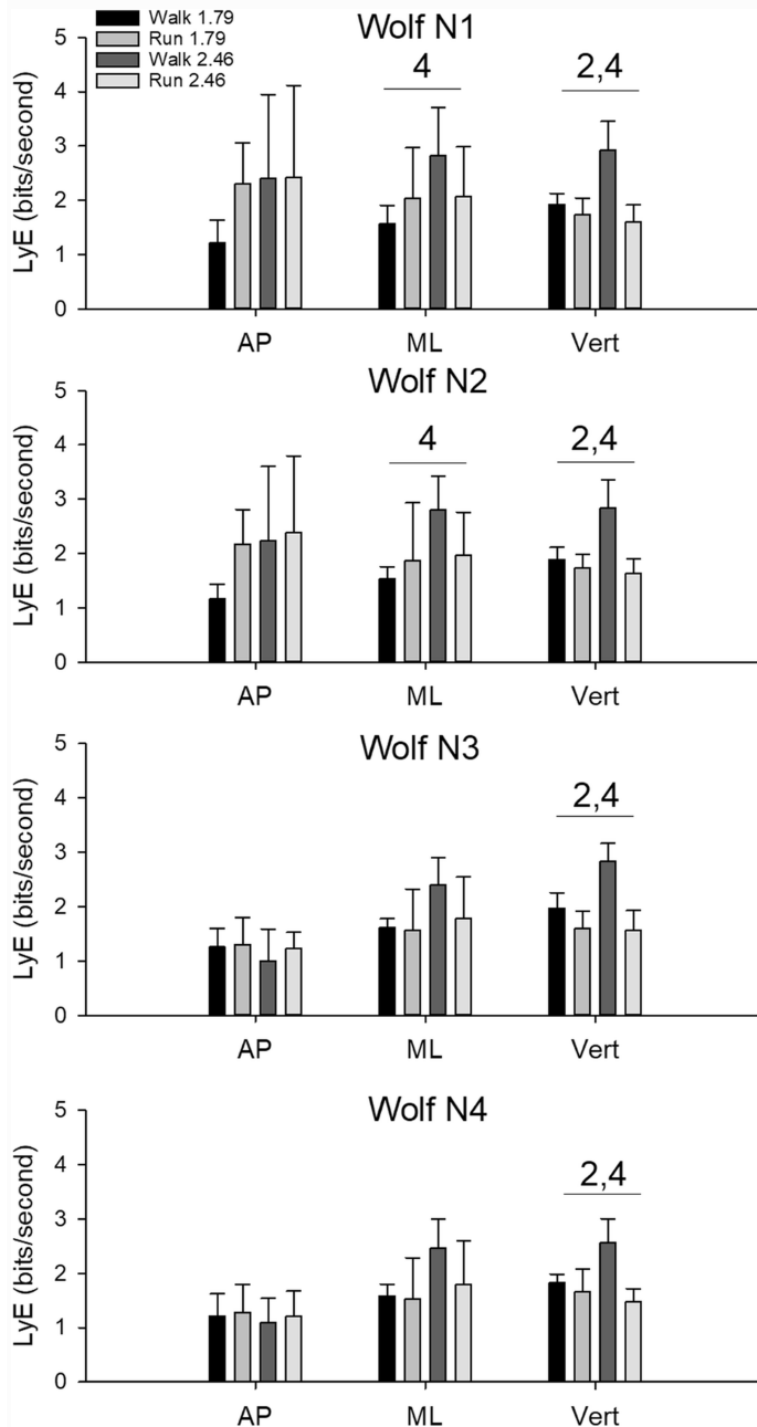 Walk 1.79
Run 1.79
Walk 2.46
Run 2.46
Wolf N1
5
4
3
2
1
0
LyE (bits/second)
4
2,4
AP
ML
Vert
Wolf N2
5
4
3
2
1
0
LyE (bits/second)
4
2,4
AP
ML
Vert
Wolf N3
5
4
3
2
1
0
LyE (bits/second)
2,4
AP
ML
Vert
Wolf N4
5
4
3
2
1
0
LyE (bits/second)
2,4
AP
ML
Vert